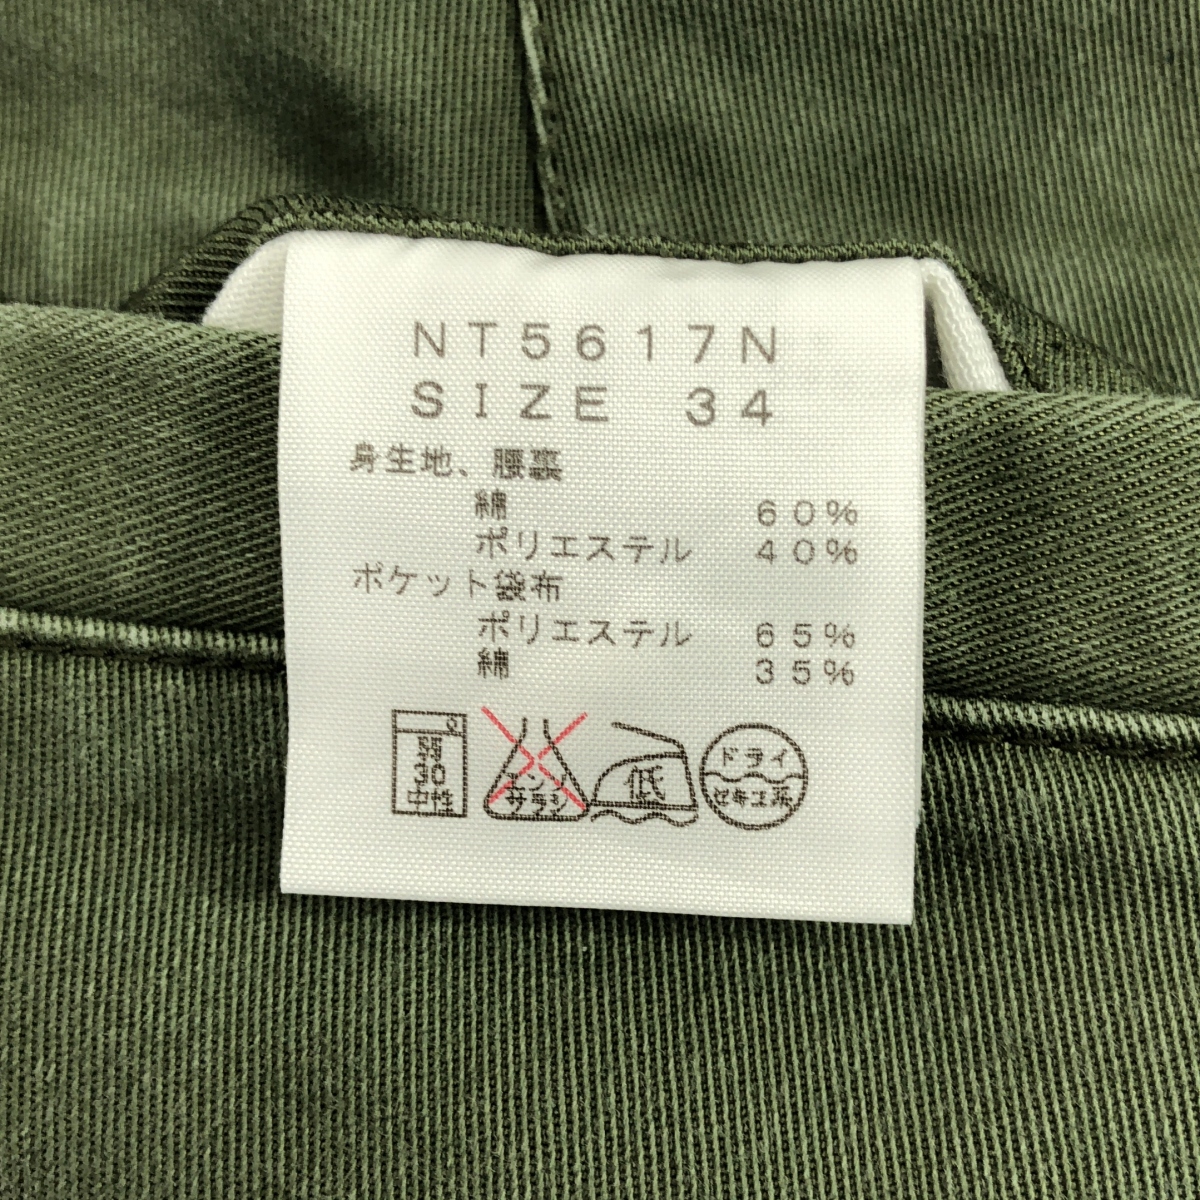 NT5617N
SIZE 34
身生地、腰裏
綿 60%
ポリエステル 40%
ポケット袋布
ポリエステル 65%
綿 35%
弱
30
中性
エンソ
サラシ
低
ドライ
セキユ系